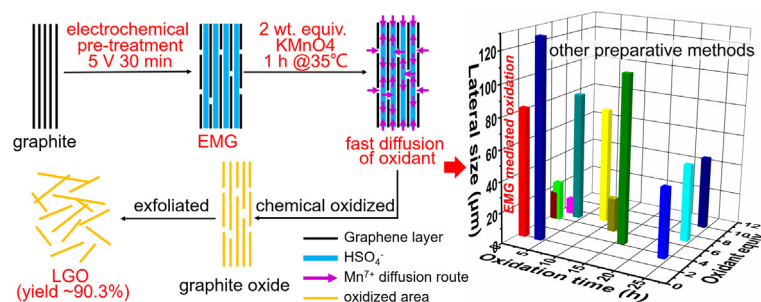 electrochemical
pre-treatment
5 V 30 min
2 wt. equiv.
KMnO4
1 h @35℃
graphite
EMG
fast diffusion
of oxidant
exfoliated
chemical oxidized
LGO
(yield ~90.3%)
graphite oxide
Graphene layer
HSO4-
Mn7+ diffusion route
oxidized area
other preparative methods
EMG mediated oxidation
Lateral size (μm)
120
100
80
60
40
20
5
10
15
20
25
Oxidation time (h)
0
2
4
6
8
10
12
Oxidant equiv